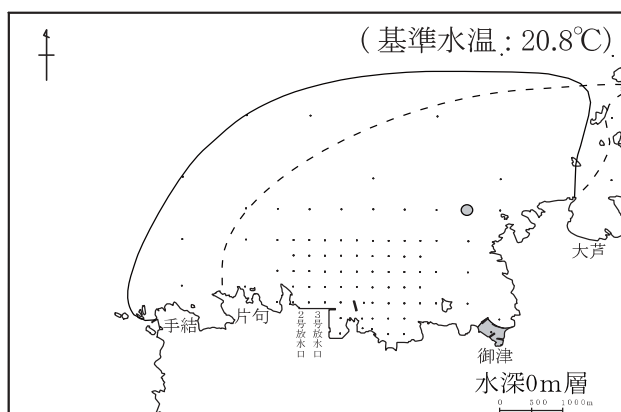 (基準水温：20.8℃)
大芦
手結
片句
2号放水口
3号放水口
御津
水深0m層
0 500 1000m